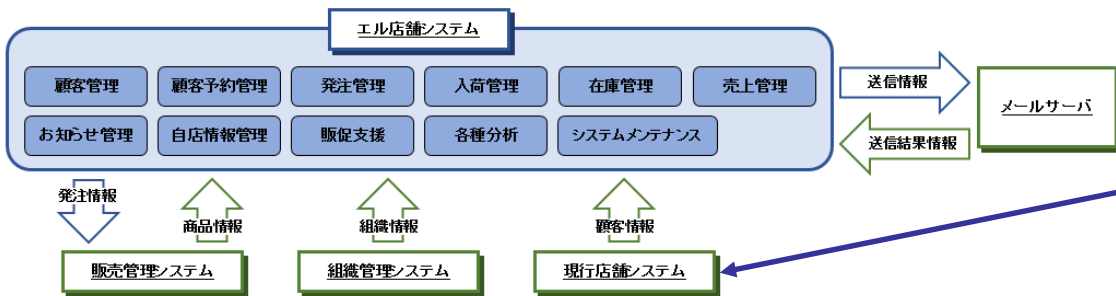 エル店舗システム
顧客管理
顧客予約管理
発注管理
入荷管理
在庫管理
売上管理
お知らせ管理
自店情報管理
販促支援
各種分析
システムメンテナンス
送信情報
送信結果情報
メールサーバ
発注情報
商品情報
組織情報
顧客情報
販売管理システム
組織管理システム
現行店舗システム